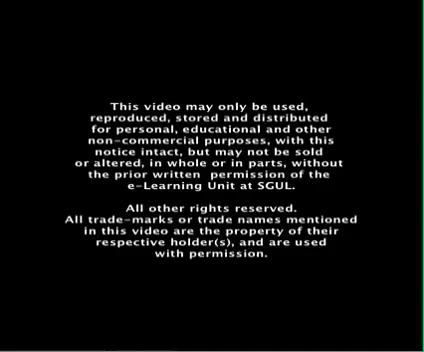 This video may only be used,
reproduced, stored and distributed
for personal, educational and other
non-commercial purposes, with this
notice intact, but may not be sold
or altered, in whole or in parts, without
the prior written permission of the
e-Learning Unit at SGUL.
All other rights reserved.
All trade-marks or trade names mentioned
in this video are the property of their
respective holder(s), and are used
with permission.